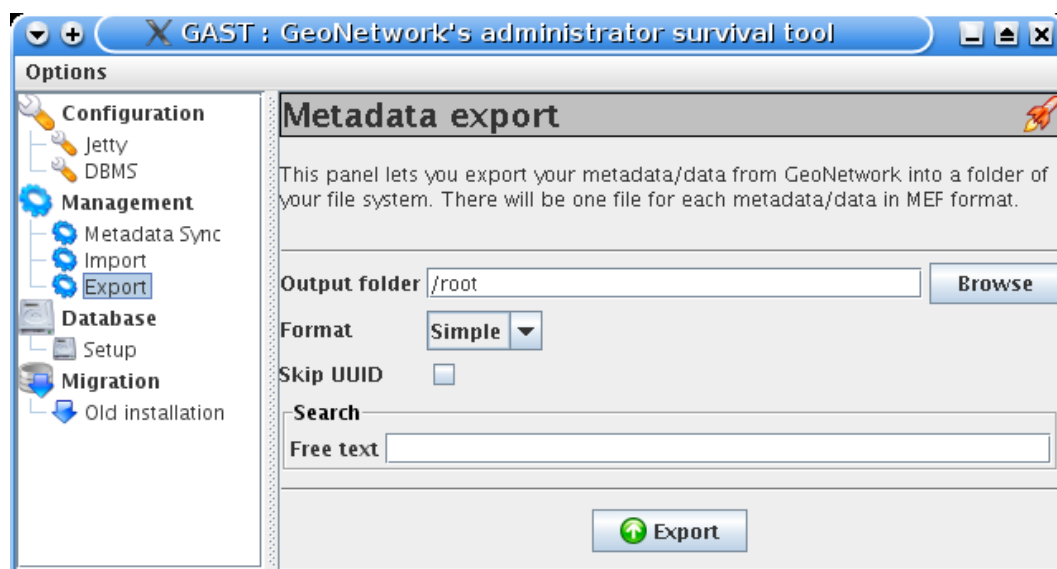 GAST : GeoNetwork's administrator survival tool
Options
Configuration
Jetty
DBMS
Management
Metadata Sync
Import
Export
Database
Setup
Migration
Old installation
Metadata export
This panel lets you export your metadata/data from GeoNetwork into a folder of
your file system. There will be one file for each metadata/data in MEF format.
Output folder /root Browse
Format Simple
Skip UUID
Search
Free text
Export